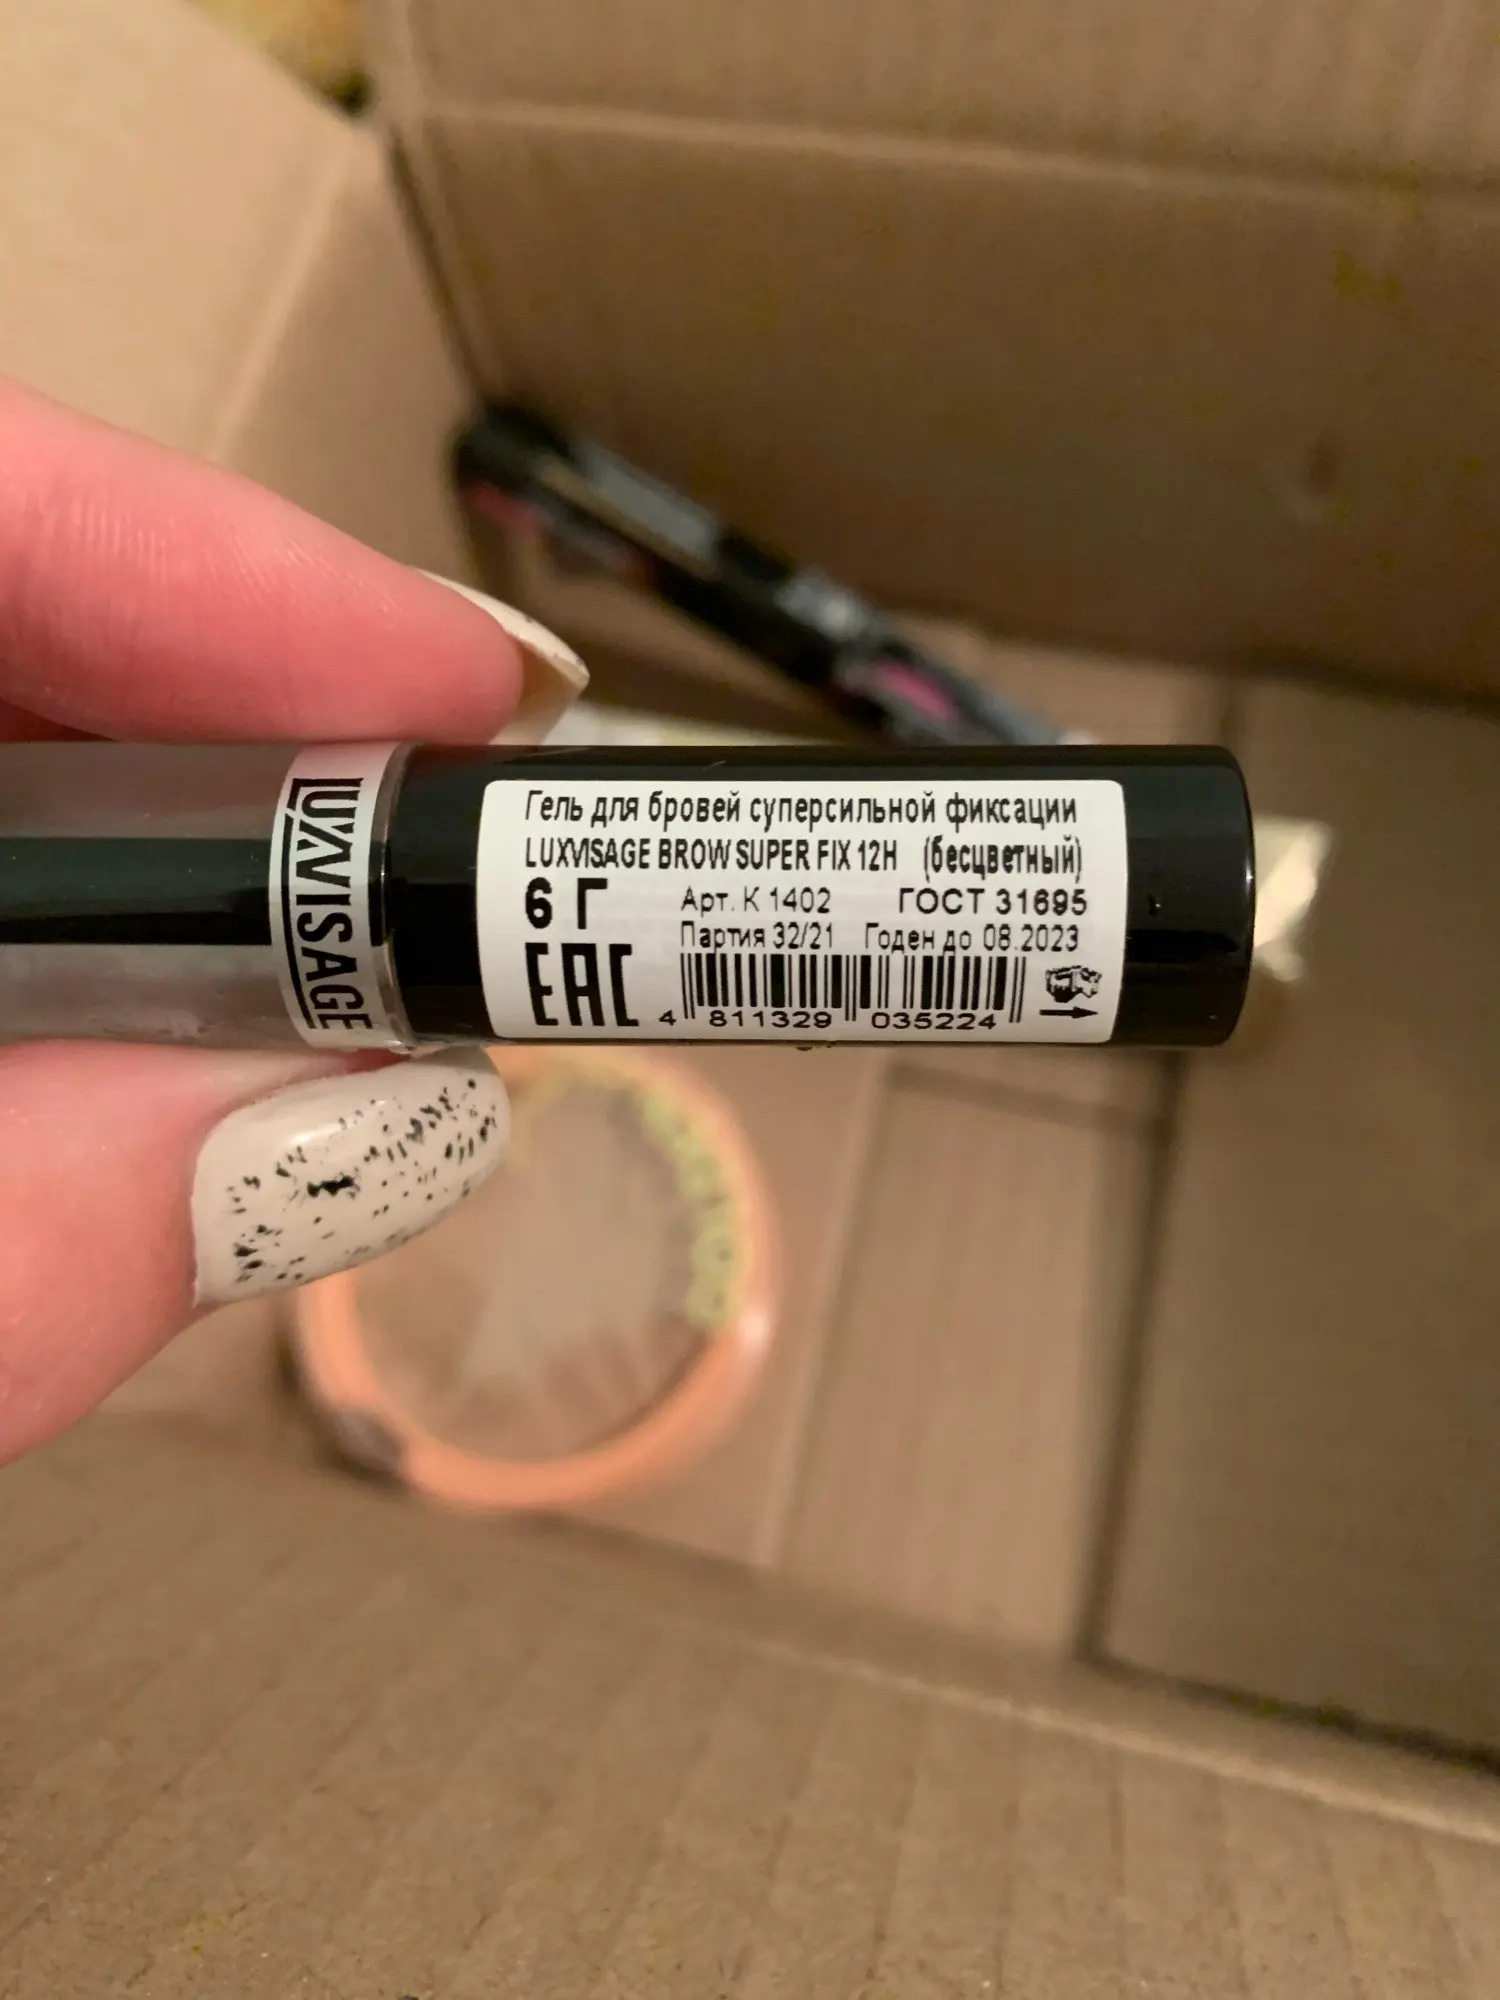 LUXVISAGE
Гель для бровей суперсильной фиксации
LUXVISAGE BROW SUPER FIX 12H (бесцветный)
6 Г Арт. К 1402 ГОСТ 31695
Партия 32/21 Годен до 08.2023
EAC 4 811329 035224